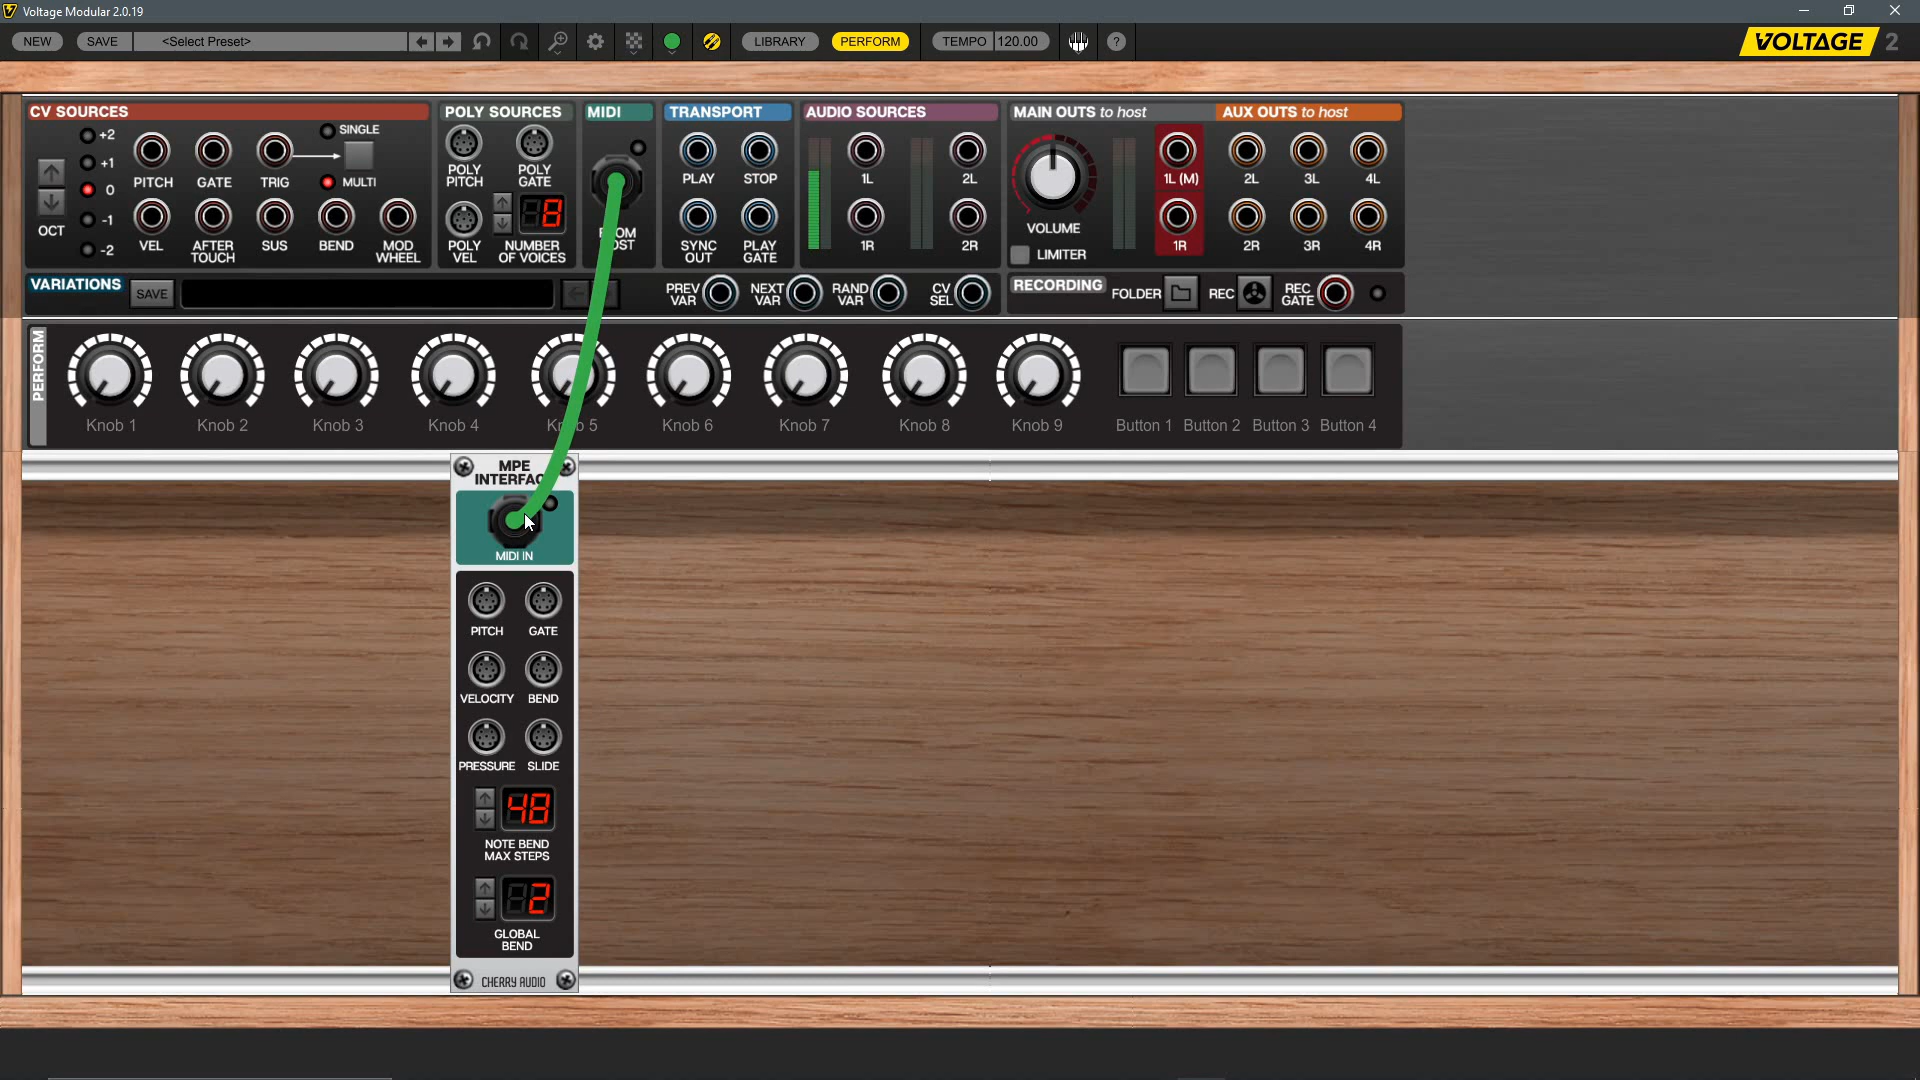 Voltage Modular 2.0.19
NEW SAVE <Select Preset> LIBRARY PERFORM TEMPO 120.00 ? VOLTAGE 2
CV SOURCES
+2
+1
0
-1
-2
OCT
SINGLE
MULTI
PITCH GATE TRIG
VEL AFTER TOUCH SUS BEND MOD WHEEL
POLY SOURCES
POLY PITCH
POLY GATE
8
POLY VEL
NUMBER OF VOICES
MIDI
TRANSPORT
PLAY STOP
SYNC OUT
PLAY GATE
AUDIO SOURCES
1L 2L
1R 2R
MAIN OUTS to host
VOLUME
LIMITER
1L (M)
1R
AUX OUTS to host
2L 3L 4L
2R 3R 4R
VARIATIONS SAVE
PREV VAR
NEXT VAR
RAND VAR
CV SEL
RECORDING FOLDER REC
REC GATE
PERFORM
Knob 1 Knob 2 Knob 3 Knob 4 Knob 5 Knob 6 Knob 7 Knob 8 Knob 9 Button 1 Button 2 Button 3 Button 4
MPE
MIDI IN
PITCH GATE
VELOCITY BEND
PRESSURE SLIDE
48
NOTE BEND
MAX STEPS
2
GLOBAL
BEND
CHERRY AUDIO